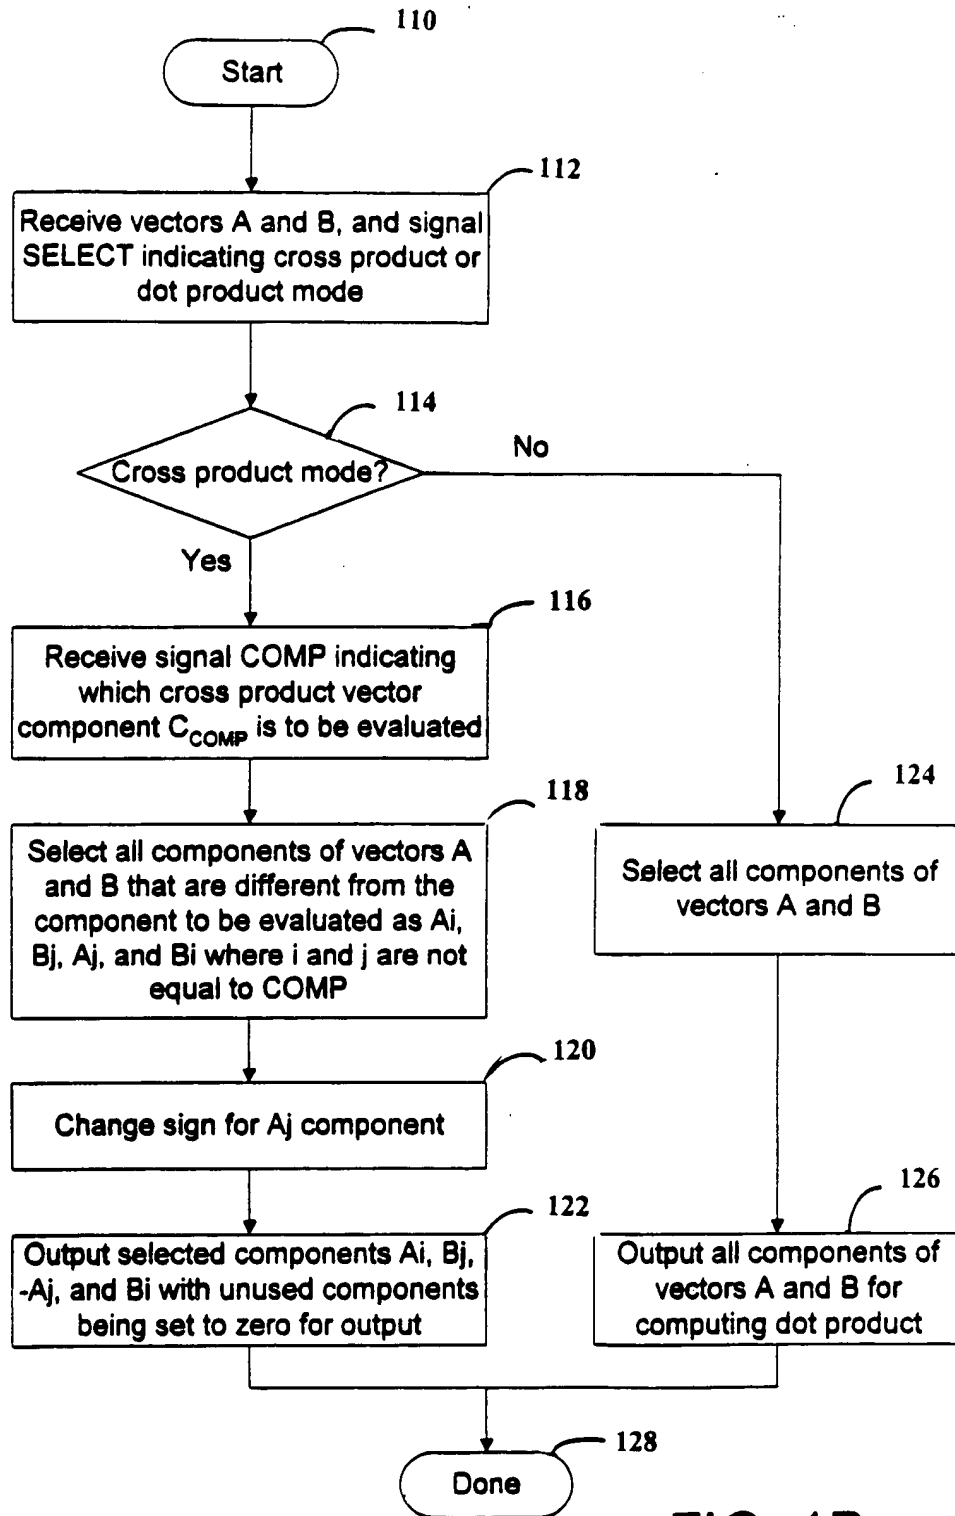 110
Start
112
Receive vectors A and B, and signal
SELECT indicating cross product or
dot product mode
114
Cross product mode?
No
Yes
116
Receive signal COMP indicating
which cross product vector
component C_COMP is to be evaluated
118
Select all components of vectors A
and B that are different from the
component to be evaluated as Ai,
Bj, Aj, and Bi where i and j are not
equal to COMP
124
Select all components of
vectors A and B
120
Change sign for Aj component
122
Output selected components Ai, Bj,
-Aj, and Bi with unused components
being set to zero for output
126
Output all components of
vectors A and B for
computing dot product
128
Done